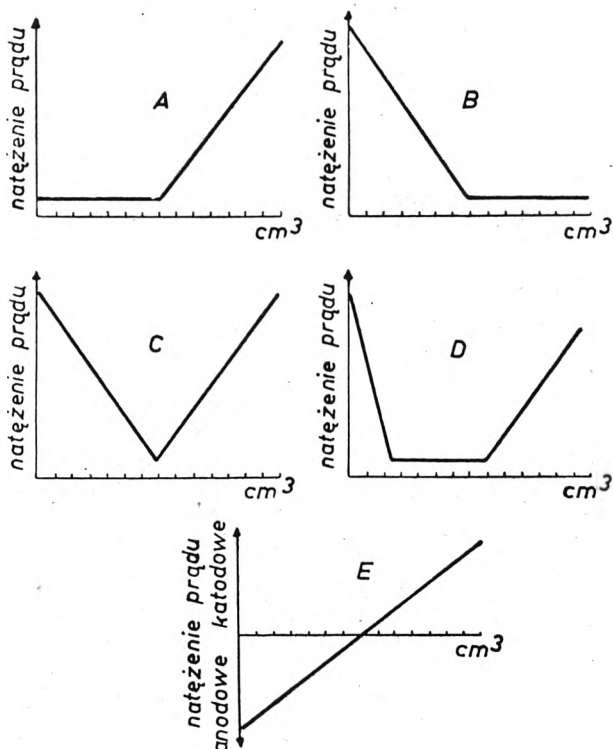 natężenie prądu
A
cm3
natężenie prądu
B
cm3
natężenie prądu
C
cm3
natężenie prądu
D
cm3
natężenie prądu
anodowe katodowe
E
cm3